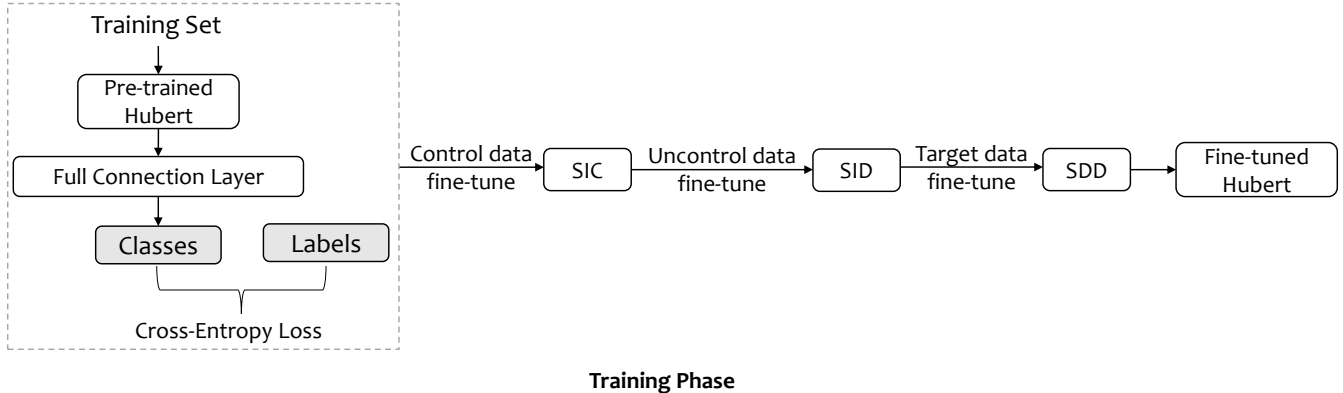 Training Set
Pre-trained
Hubert
Full Connection Layer
Classes
Labels
Cross-Entropy Loss
Control data
fine-tune
SIC
Uncontrol data
fine-tune
SID
Target data
fine-tune
SDD
Fine-tuned
Hubert
Training Phase